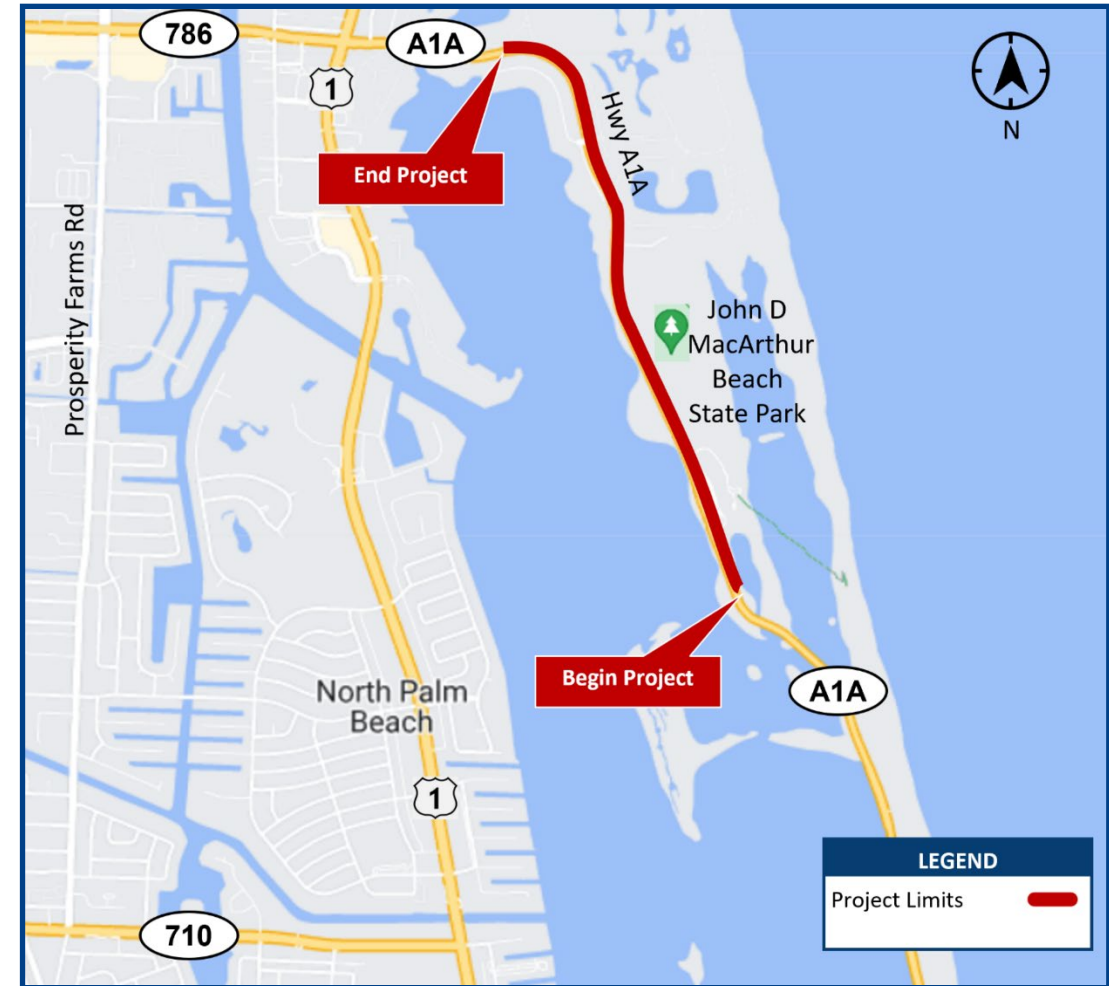 786
A1A
1
N
End Project
Hwy A1A
Prosperity Farms Rd
John D
MacArthur
Beach
State Park
Begin Project
North Palm
Beach
A1A
1
LEGEND
Project Limits
710